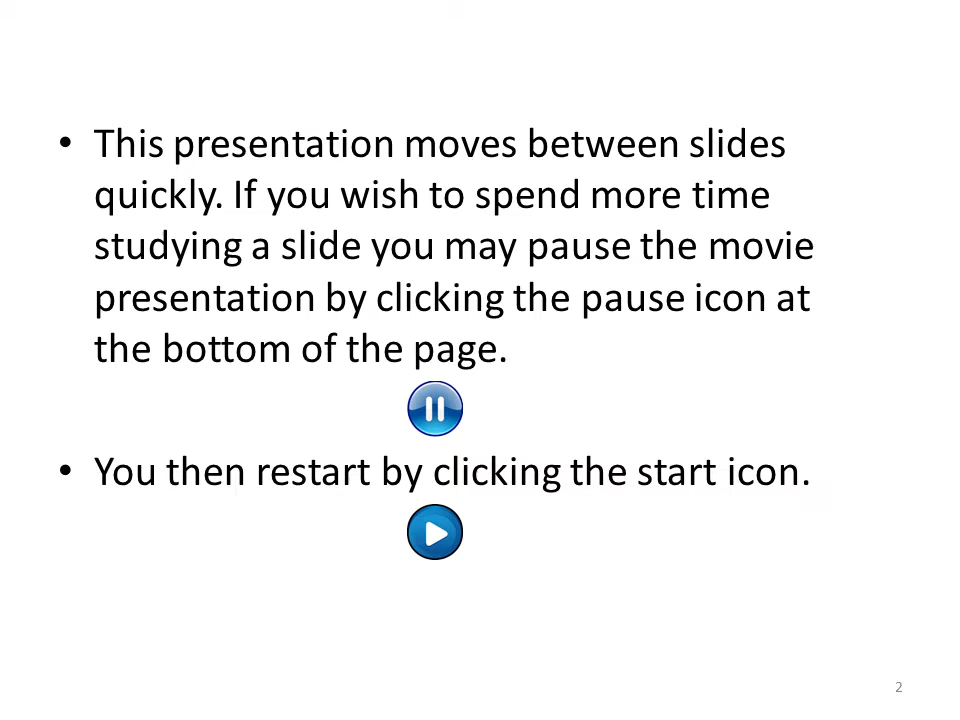 • This presentation moves between slides
quickly. If you wish to spend more time
studying a slide you may pause the movie
presentation by clicking the pause icon at
the bottom of the page.
• You then restart by clicking the start icon.
2